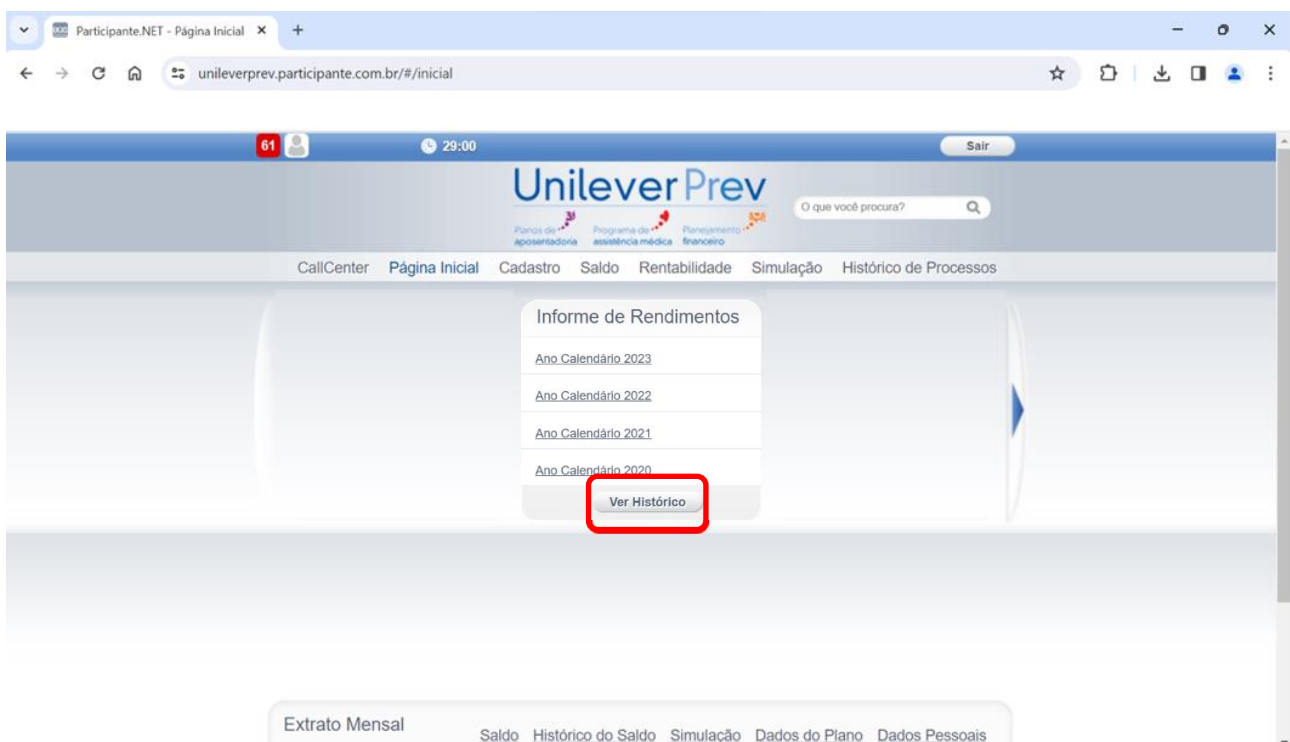 Participante.NET - Página Inicial
unileverprev.participante.com.br/#/inicial
61 29:00 Sair
UnileverPrev
O que você procura?
Planos de aposentadoria
Programa de assistência médica
Planejamento financeiro
CallCenter Página Inicial Cadastro Saldo Rentabilidade Simulação Histórico de Processos
Informe de Rendimentos
Ano Calendário 2023
Ano Calendário 2022
Ano Calendário 2021
Ano Calendário 2020
Ver Histórico
Extrato Mensal
Saldo Histórico do Saldo Simulação Dados do Plano Dados Pessoais